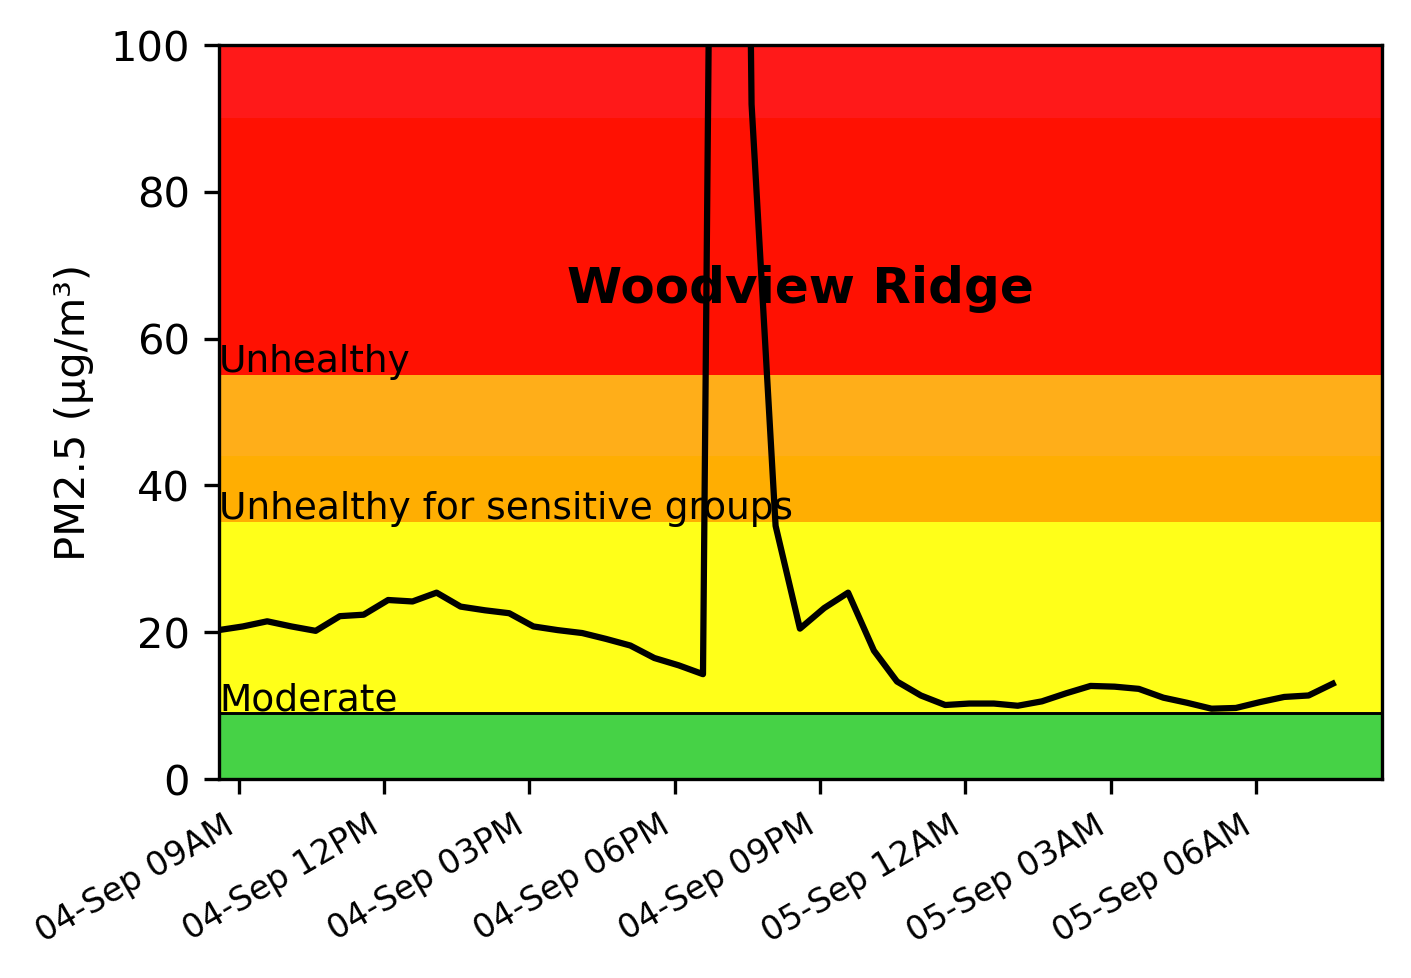 100
80
60
40
20
0
PM2.5 (μg/m³)
Woodview Ridge
Unhealthy
Unhealthy for sensitive groups
Moderate
04-Sep 09AM
04-Sep 12PM
04-Sep 03PM
04-Sep 06PM
04-Sep 09PM
05-Sep 12AM
05-Sep 03AM
05-Sep 06AM